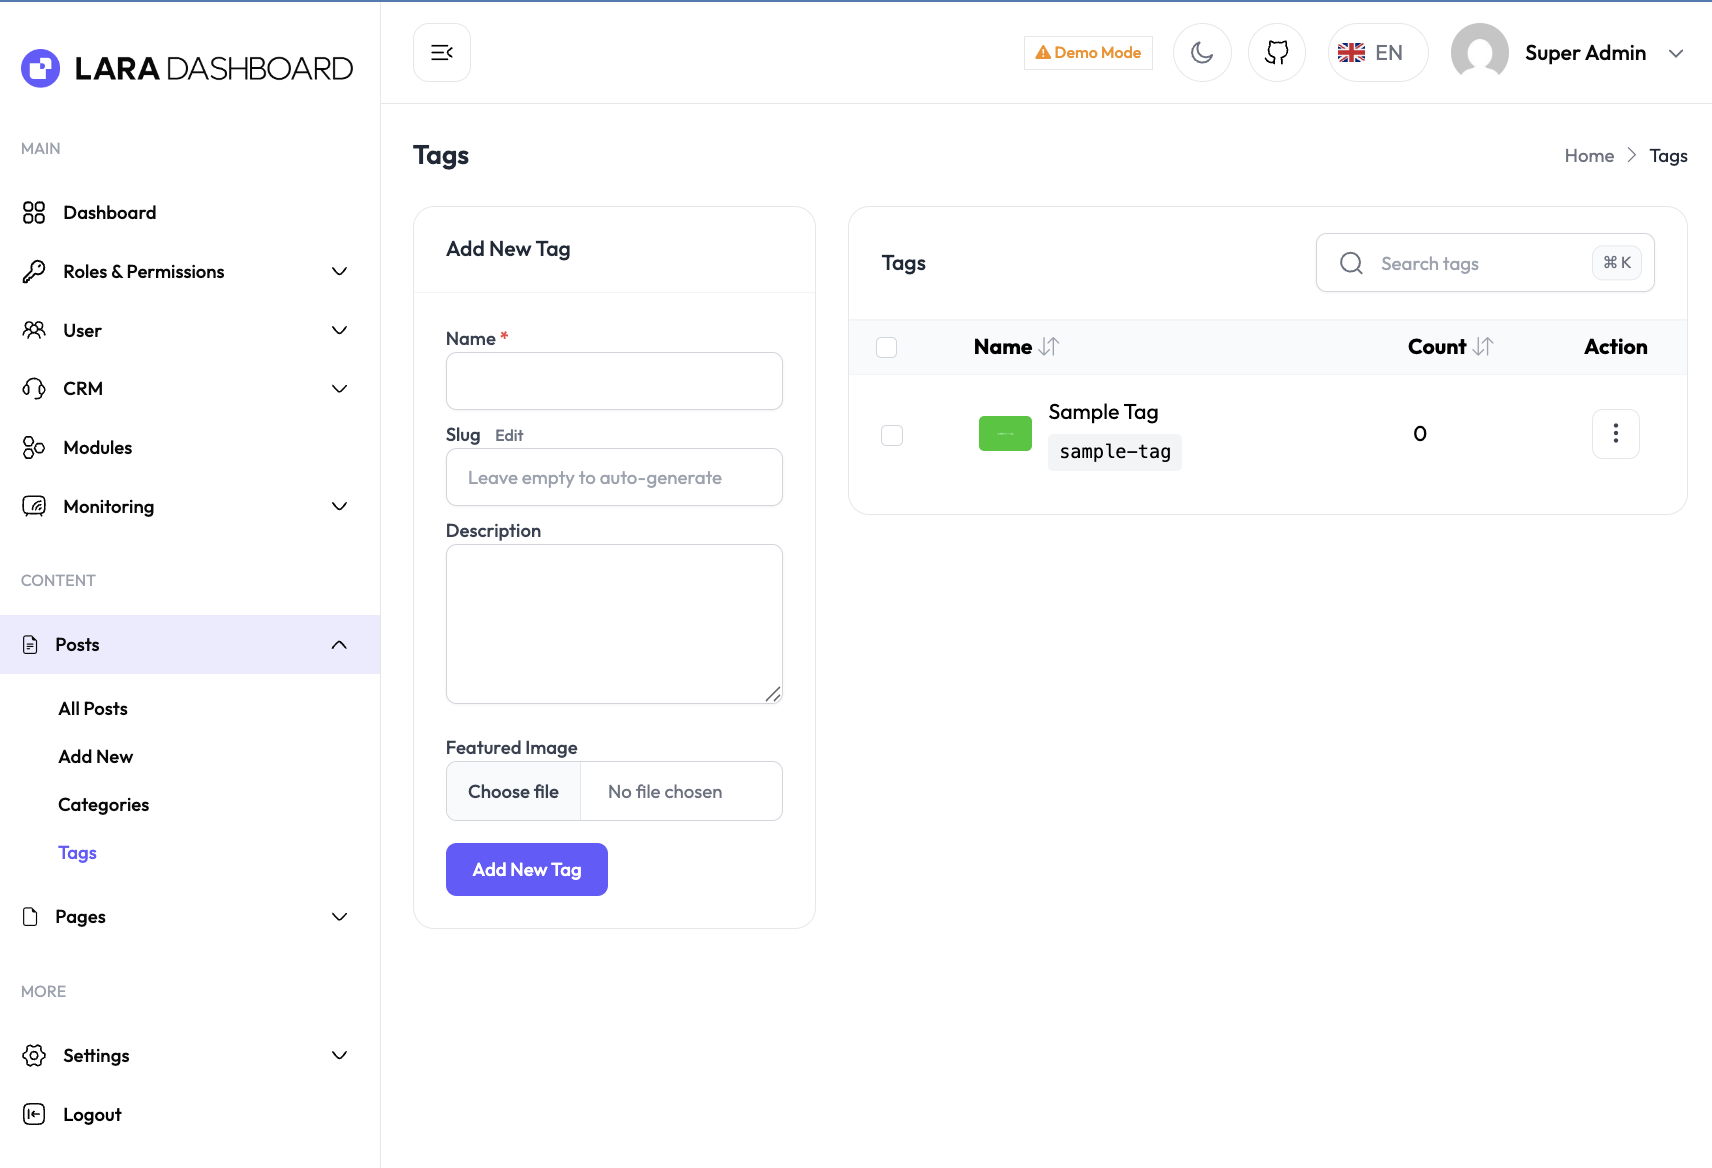 LARA DASHBOARD
MAIN
Dashboard
Roles & Permissions
User
CRM
Modules
Monitoring
CONTENT
Posts
All Posts
Add New
Categories
Tags
Pages
MORE
Settings
Logout
Demo Mode
EN
Super Admin
Tags
Home > Tags
Add New Tag
Name *
Slug Edit
Leave empty to auto-generate
Description
Featured Image
Choose file No file chosen
Add New Tag
Tags
Search tags
⌘ K
Name Count Action
Sample Tag
sample-tag
0